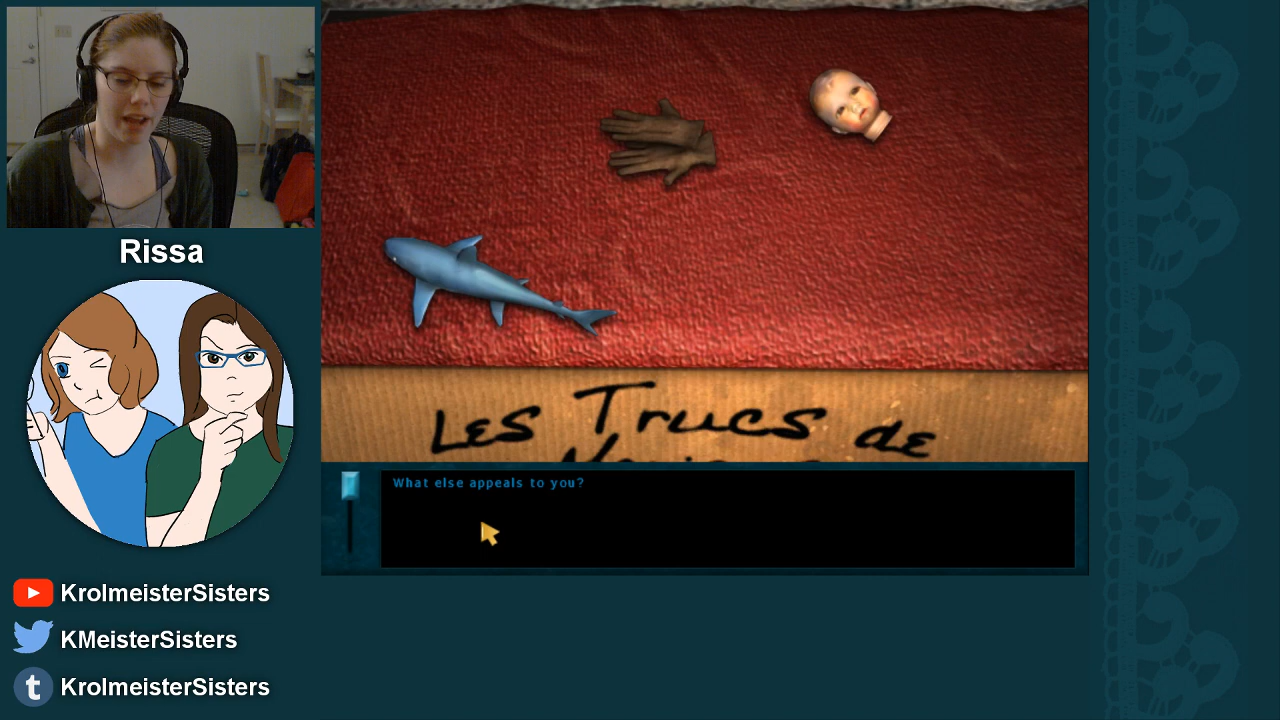 Rissa
LES TRUCS de
What else appeals to you?
KrolmeisterSisters
KMeisterSisters
KrolmeisterSisters